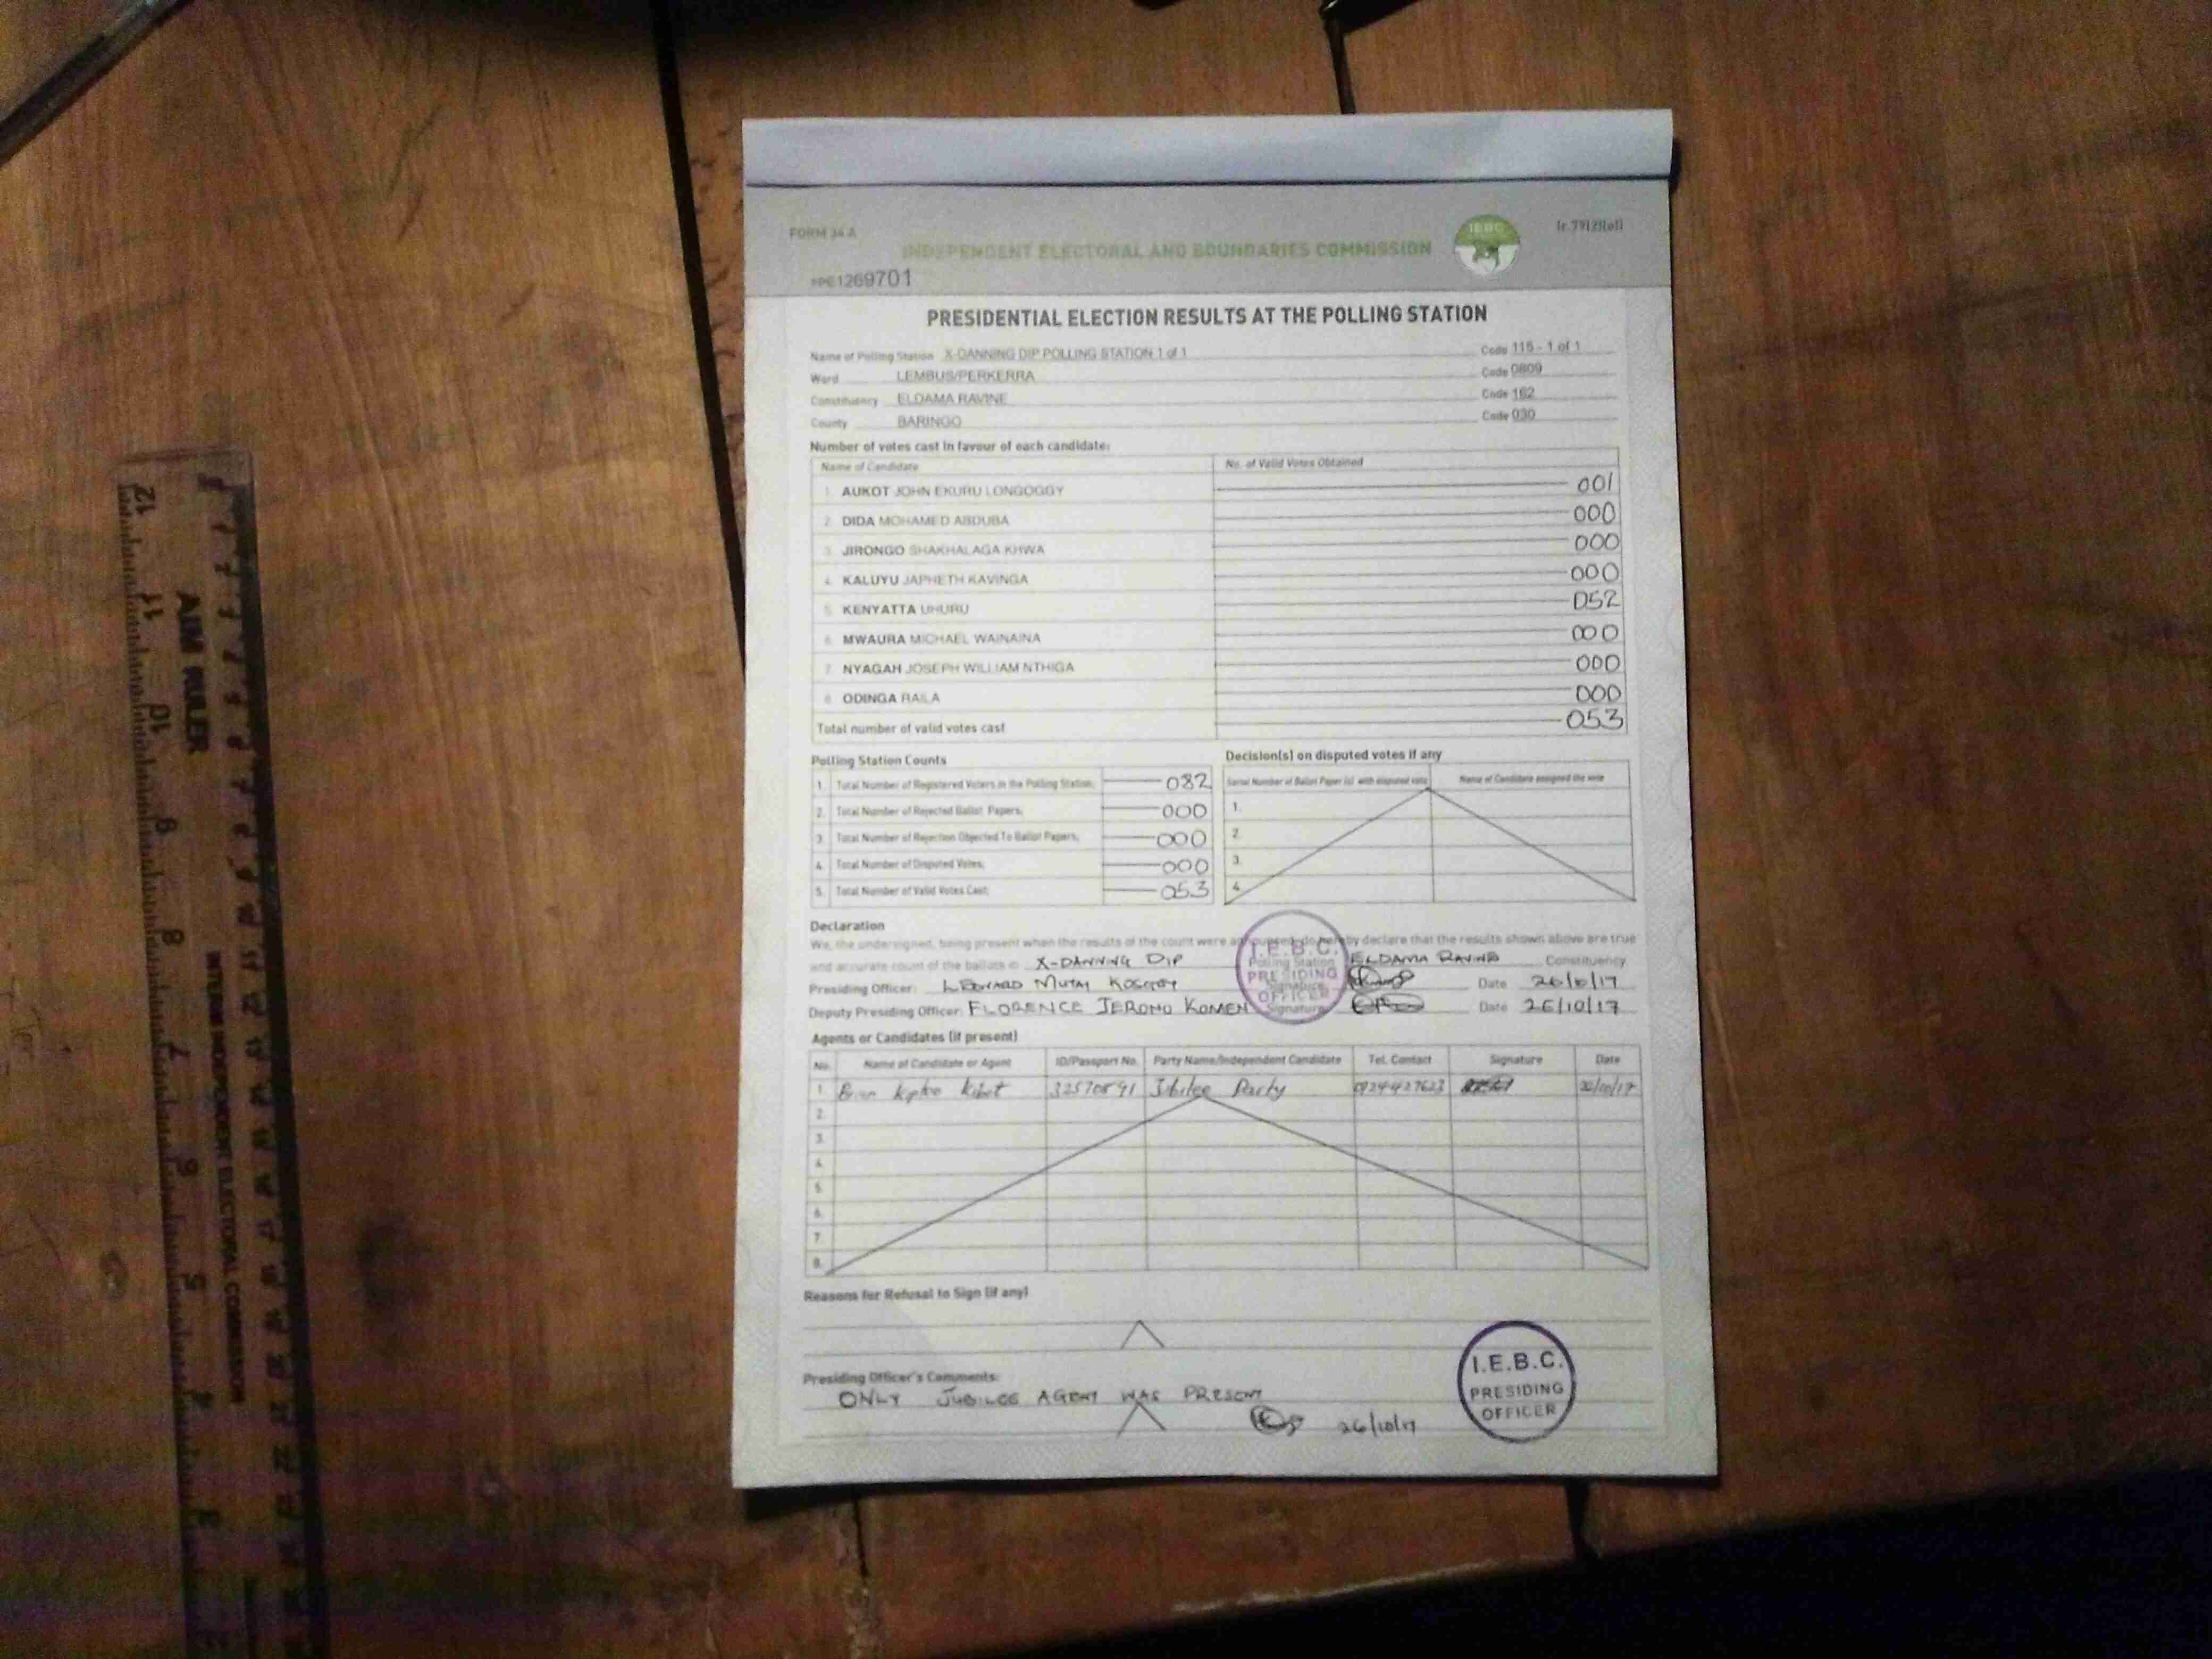 FORM 34 A
INDEPENDENT ELECTORAL AND BOUNDARIES COMMISSION
IEBC
(r.79(2)(a))
1269701
PRESIDENTIAL ELECTION RESULTS AT THE POLLING STATION
Name of Polling Station X-DANNING DIP POLLING STATION 1 of 1 Code 115 - 1 of 1
Ward LEMBUS/PERKERRA Code 0809
Constituency ELDAMA RAVINE Code 162
County BARINGO Code 030
Number of votes cast in favour of each candidate:
Name of Candidate No. of Valid Votes Obtained
1. AUKOT JOHN EKURU LONGOGGY 001
2. DIDA MOHAMED ABDUBA 000
3. JIRONGO SHAKHALAGA KHWA 000
4. KALUYU JAPHETH KAVINGA 000
5. KENYATTA UHURU 052
6. MWAURA MICHAEL WAINAINA 000
7. NYAGAH JOSEPH WILLIAM NTHIGA 000
8. ODINGA RAILA 000
Total number of valid votes cast 053
Polling Station Counts
1. Total Number of Registered Voters in the Polling Station; 082
2. Total Number of Rejected Ballot Papers; 000
3. Total Number of Rejection Objected To Ballot Papers; 000
4. Total Number of Disputed Votes; 000
5. Total Number of Valid Votes Cast; 053
Decision(s) on disputed votes if any
Serial Number of Ballot Paper (s) with disputed vote Name of Candidate assigned the vote
1.
2.
3.
4.
Declaration
We, the undersigned, being present when the results of the count were announced, do hereby declare that the results shown above are true
and accurate count of the ballots in X-DANNING DIP Polling Station ELDAMA RAVINE Constituency
Presiding Officer: LEONARD MUTAI KOSGEY Signature Date 26/10/17
Deputy Presiding Officer: FLORENCE JERONO KOMEN Signature Date 26/10/17
I.E.B.C.
PRESIDING
OFFICER
Agents or Candidates (if present)
No. Name of Candidate or Agent ID/Passport No. Party Name/Independent Candidate Tel. Contact Signature Date
1. Kiptoo Kibet Jubilee Party 26/10/17
2.
3.
4.
5.
6.
7.
8.
Reasons for Refusal to Sign (if any)
Presiding Officer's Comments:
ONLY JUBILEE AGENT WAS PRESENT
26/10/17
I.E.B.C.
PRESIDING
OFFICER
AIM RULER
INTERIM INDEPENDENT ELECTORAL COMMISSION